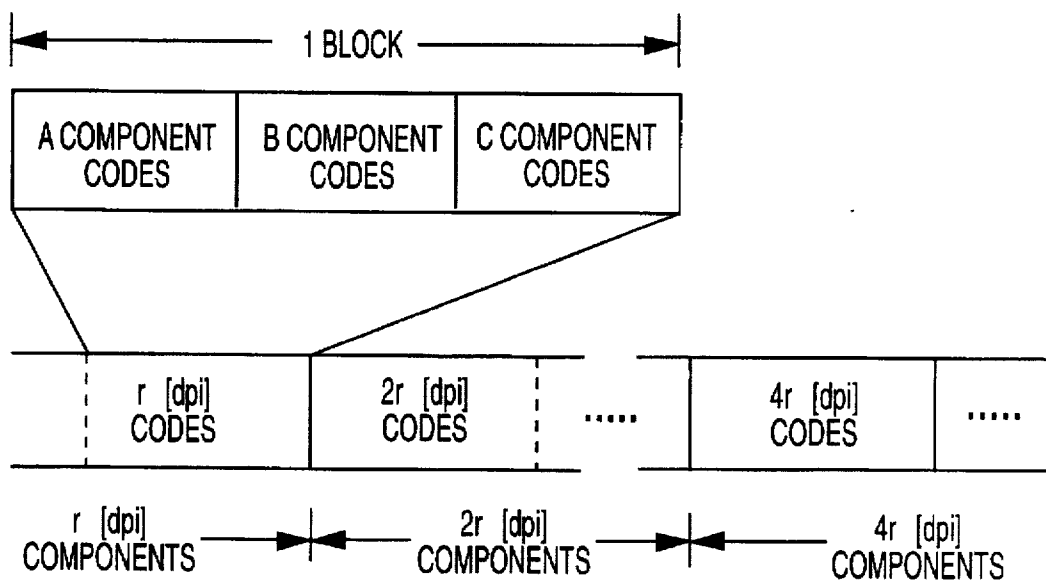 1 BLOCK
A COMPONENT
CODES
B COMPONENT
CODES
C COMPONENT
CODES
r [dpi]
CODES
2r [dpi]
CODES
.....
4r [dpi]
CODES
.....
r [dpi]
COMPONENTS
2r [dpi]
COMPONENTS
4r [dpi]
COMPONENTS